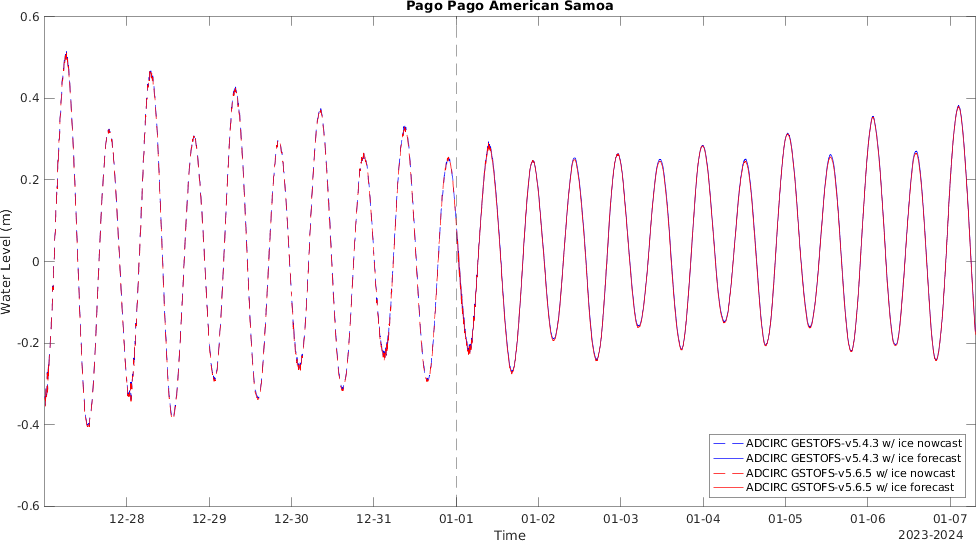 Pago Pago American Samoa
0.6
0.4
0.2
0
-0.2
-0.4
-0.6
Water Level (m)
ADCIRC GESTOFS-v5.4.3 w/ ice nowcast
ADCIRC GESTOFS-v5.4.3 w/ ice forecast
ADCIRC GSTOFS-v5.6.5 w/ ice nowcast
ADCIRC GSTOFS-v5.6.5 w/ ice forecast
12-28 12-29 12-30 12-31 01-01 01-02 01-03 01-04 01-05 01-06 01-07
Time
2023-2024